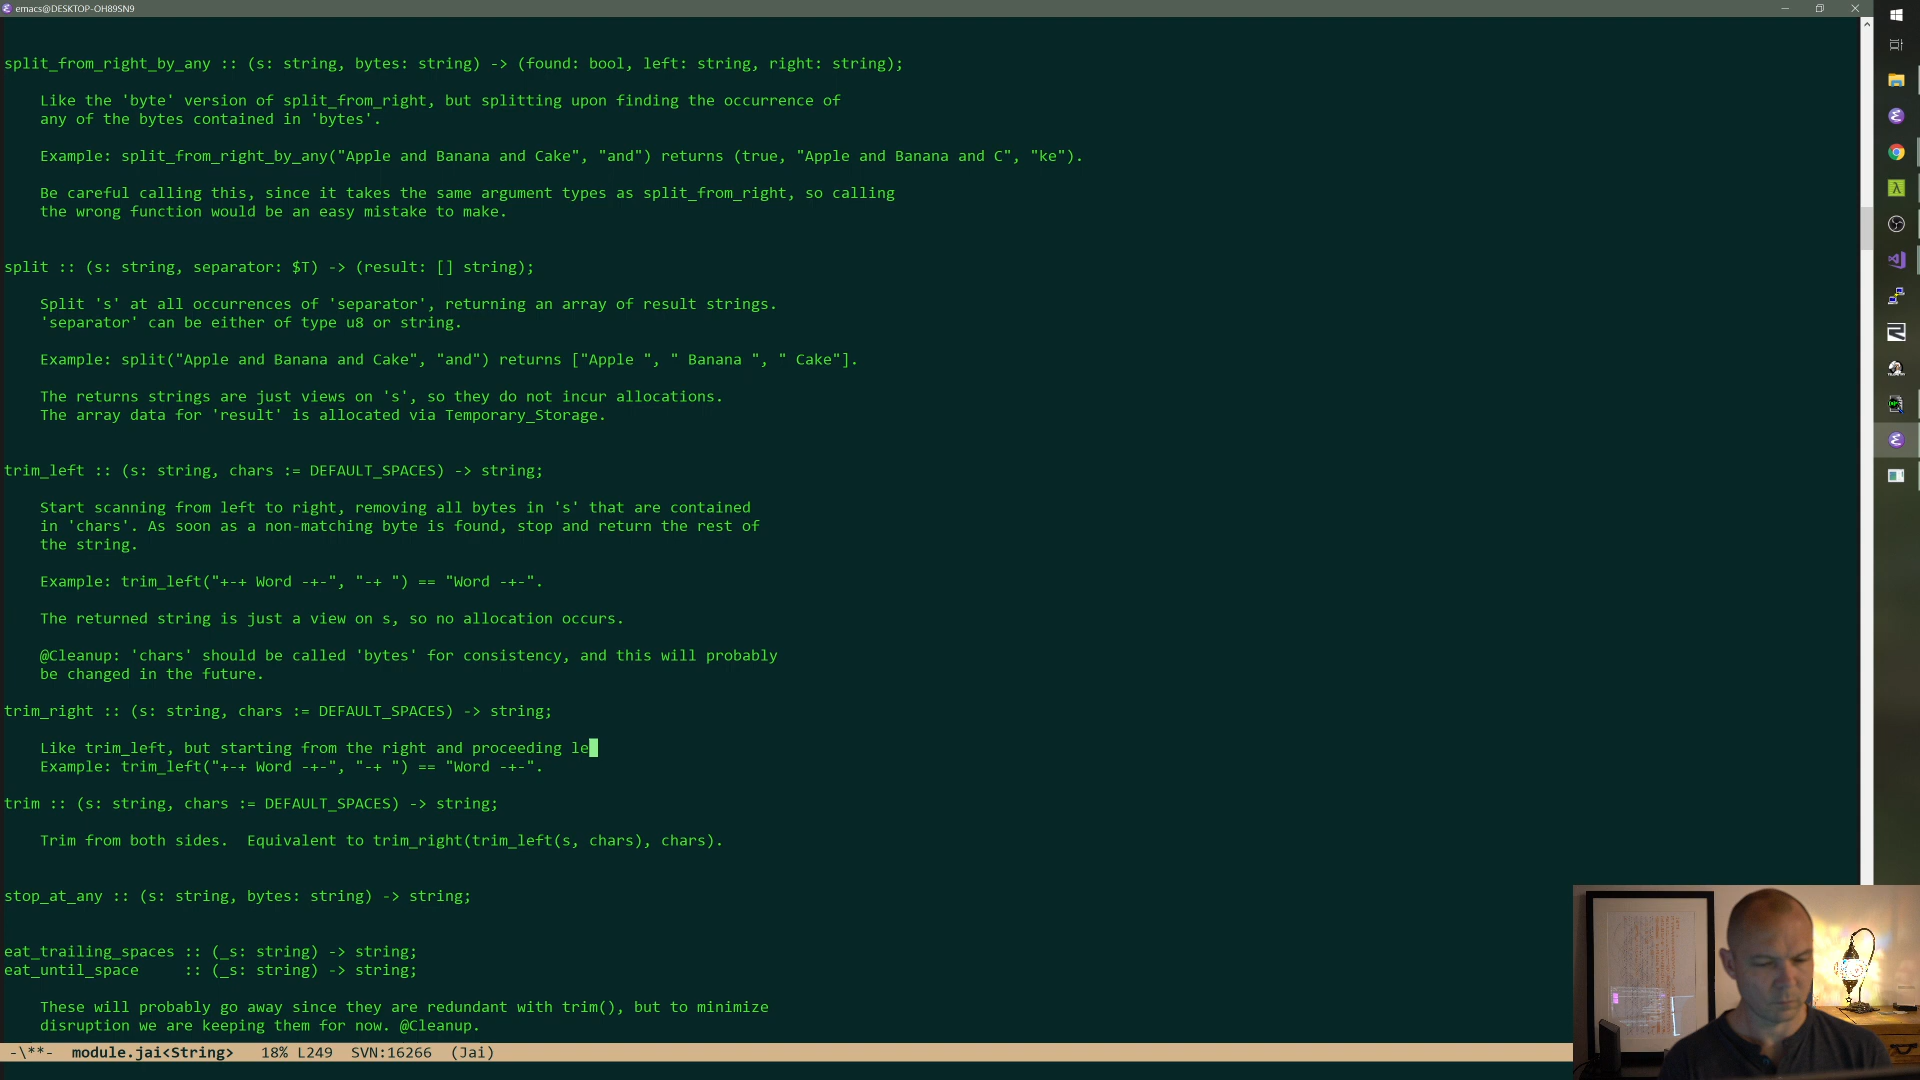 emacs@DESKTOP-OH89SN9
split_from_right_by_any :: (s: string, bytes: string) -> (found: bool, left: string, right: string);
Like the 'byte' version of split_from_right, but splitting upon finding the occurrence of
any of the bytes contained in 'bytes'.
Example: split_from_right_by_any("Apple and Banana and Cake", "and") returns (true, "Apple and Banana and C", "ke").
Be careful calling this, since it takes the same argument types as split_from_right, so calling
the wrong function would be an easy mistake to make.
split :: (s: string, separator: $T) -> (result: [] string);
Split 's' at all occurrences of 'separator', returning an array of result strings.
'separator' can be either of type u8 or string.
Example: split("Apple and Banana and Cake", "and") returns ["Apple ", " Banana ", " Cake"].
The returns strings are just views on 's', so they do not incur allocations.
The array data for 'result' is allocated via Temporary_Storage.
trim_left :: (s: string, chars := DEFAULT_SPACES) -> string;
Start scanning from left to right, removing all bytes in 's' that are contained
in 'chars'. As soon as a non-matching byte is found, stop and return the rest of
the string.
Example: trim_left("+-+ Word -+-", "-+ ") == "Word -+-".
The returned string is just a view on s, so no allocation occurs.
@Cleanup: 'chars' should be called 'bytes' for consistency, and this will probably
be changed in the future.
trim_right :: (s: string, chars := DEFAULT_SPACES) -> string;
Like trim_left, but starting from the right and proceeding le
Example: trim_left("+-+ Word -+-", "-+ ") == "Word -+-".
trim :: (s: string, chars := DEFAULT_SPACES) -> string;
Trim from both sides.  Equivalent to trim_right(trim_left(s, chars), chars).
stop_at_any :: (s: string, bytes: string) -> string;
eat_trailing_spaces :: (_s: string) -> string;
eat_until_space     :: (_s: string) -> string;
These will probably go away since they are redundant with trim(), but to minimize
disruption we are keeping them for now. @Cleanup.
-\**-  module.jai<String>   18% L249  SVN:16266  (Jai)